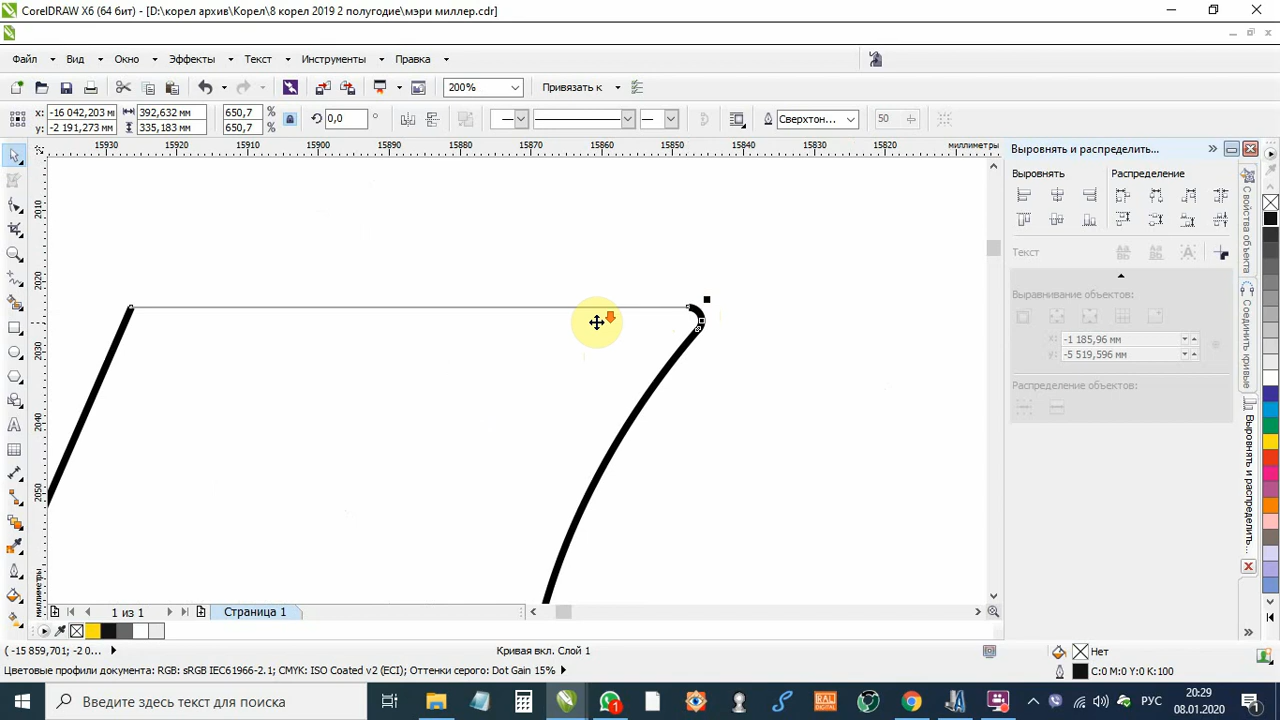 CorelDRAW X6 (64 бит) - [D:\корел архив\Корел\8 корел 2019 2 полугодие\мэри миллер.cdr]
Файл Вид Окно Эффекты Текст Инструменты Правка
200% Привязать к
x: -16 042,203 м 392,632 мм 650,7 % 0,0 ° Сверхтон... 50
y: -2 191,273 мм 335,183 мм 650,7 %
15930 15920 15910 15900 15890 15880 15870 15860 15850 15840 15830 15820 миллиметры
2010
2020
2030
2040
2050
миллиметры
Выровнять и распределить...
Выровнять Распределение
Текст
Выравнивание объектов:
x: -1 185,96 мм
y: -5 519,596 мм
Распределение объектов:
Свойства объекта
Соединить кривые
Выровнять и распределить...
1 из 1 Страница 1
( -15 859,701; -2 0... Кривая вкл. Слой 1 Нет
Цветовые профили документа: RGB: sRGB IEC61966-2.1; CMYK: ISO Coated v2 (ECI); Оттенки серого: Dot Gain 15% C:0 M:0 Y:0 K:100
Введите здесь текст для поиска 1 RAL DIGITAL РУС 20:29
08.01.2020 1